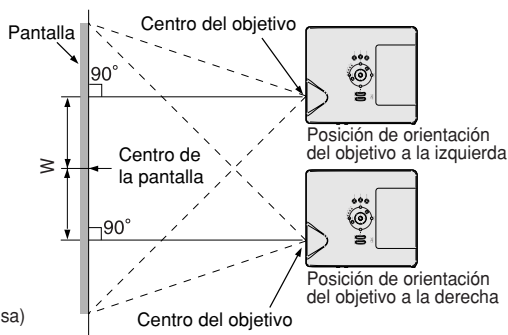 Centro del objetivo
Pantalla
90°
Posición de orientación
del objetivo a la izquierda
W
Centro de
la pantalla
90°
Posición de orientación
del objetivo a la derecha
sa)
Centro del objetivo